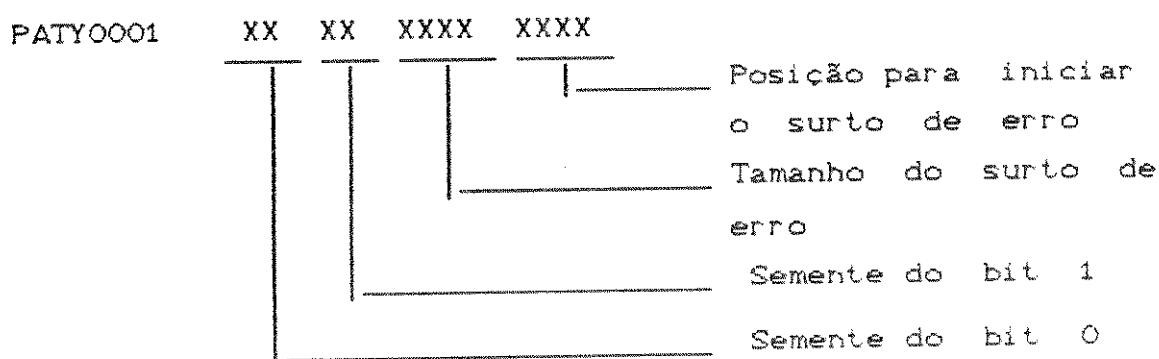 PATY0001 XX XX XXXX XXXX
Posição para iniciar
o surto de erro
Tamanho do surto de
erro
Semente do bit 1
Semente do bit 0